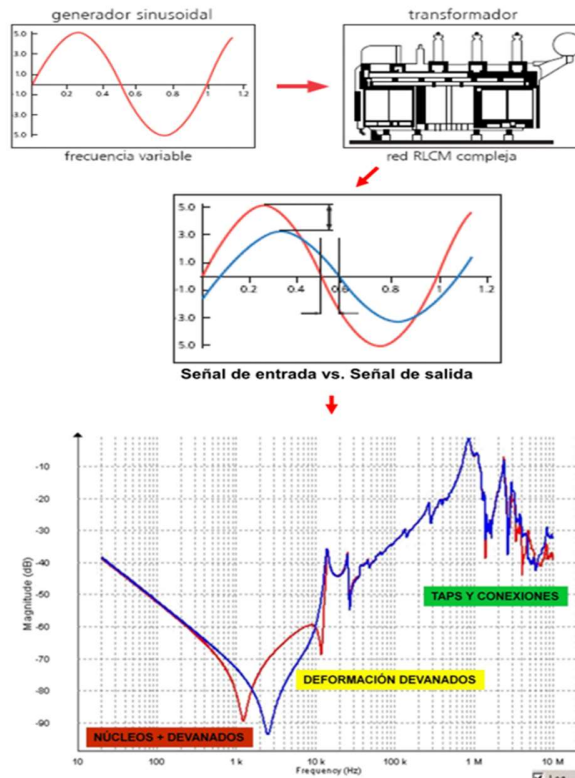 generador sinusoidal
transformador
5.0
3.0
-1.0
-3.0
5.0
0.2
0.4
0.6
0.8
1
1.2
frecuencia variable
red RLCM compleja
5.0
3.0
1.0
-1.0
-3.0
-5.0
0.2
0.4
0.6
0.8
1.0
1.2
Señal de entrada vs. Señal de salida
-10
-20
-30
-40
-50
-60
-70
-80
-90
Magnitude (dB)
TAPS Y CONEXIONES
DEFORMACIÓN DEVANADOS
NÚCLEOS + DEVANADOS
10
100
1 k
10 k
100 k
1 M
10 M
Frequency (Hz)